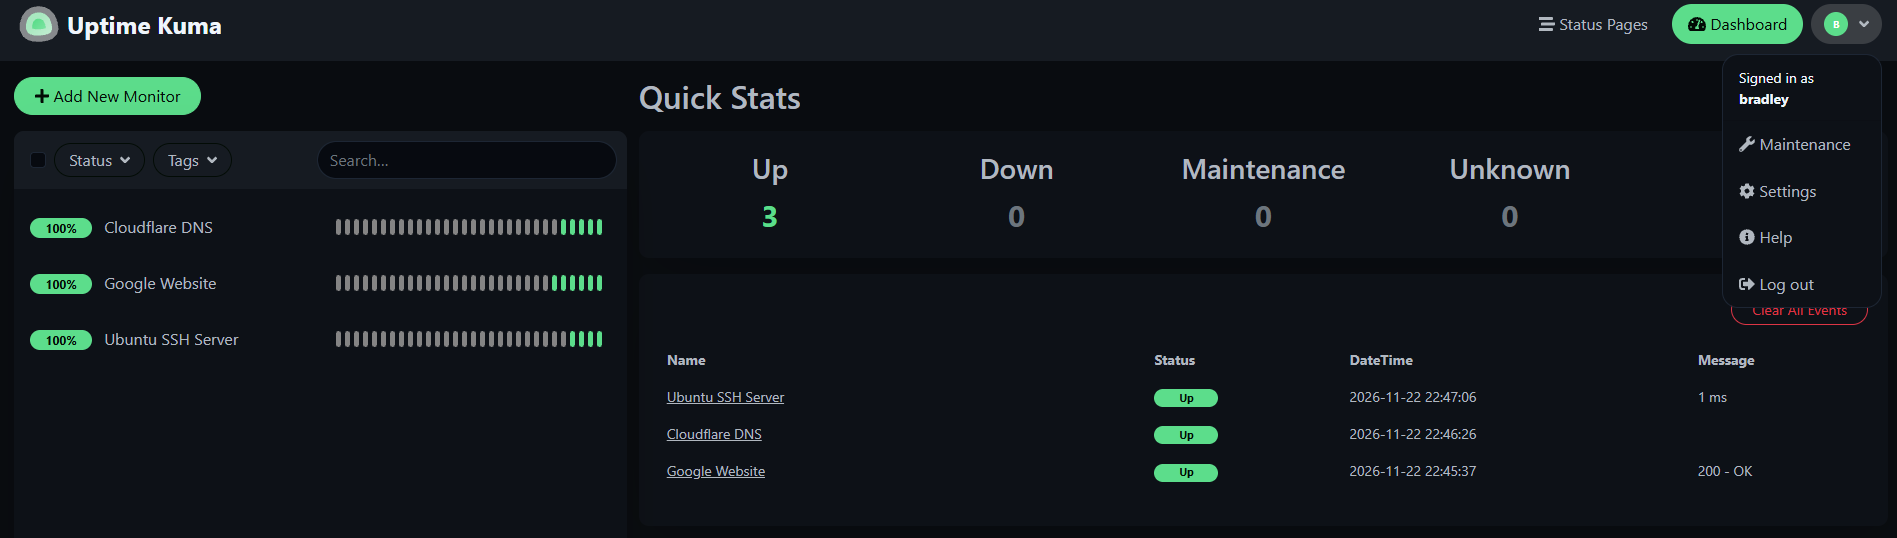 Uptime Kuma
Status Pages
Dashboard
B
Signed in as
bradley
Maintenance
Settings
Help
Log out
Add New Monitor
Status
Tags
Search...
100% Cloudflare DNS
100% Google Website
100% Ubuntu SSH Server
Quick Stats
Up Down Maintenance Unknown
3 0 0 0
Clear All Events
Name Status DateTime Message
Ubuntu SSH Server Up 2026-11-22 22:47:06 1 ms
Cloudflare DNS Up 2026-11-22 22:46:26
Google Website Up 2026-11-22 22:45:37 200 - OK